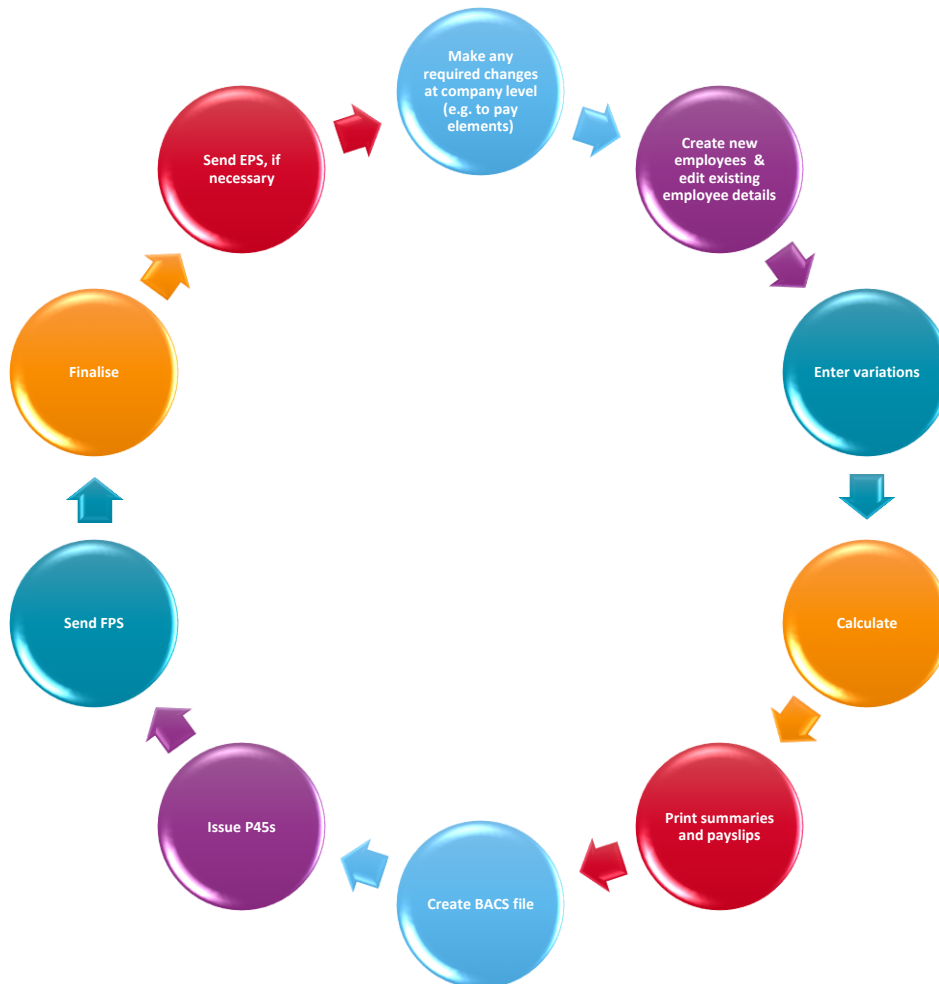 Make any
required changes
at company level
(e.g. to pay
elements)
Create new
employees &
edit existing
employee details
Enter variations
Calculate
Print summaries
and payslips
Create BACS file
Issue P45s
Send FPS
Finalise
Send EPS, if
necessary